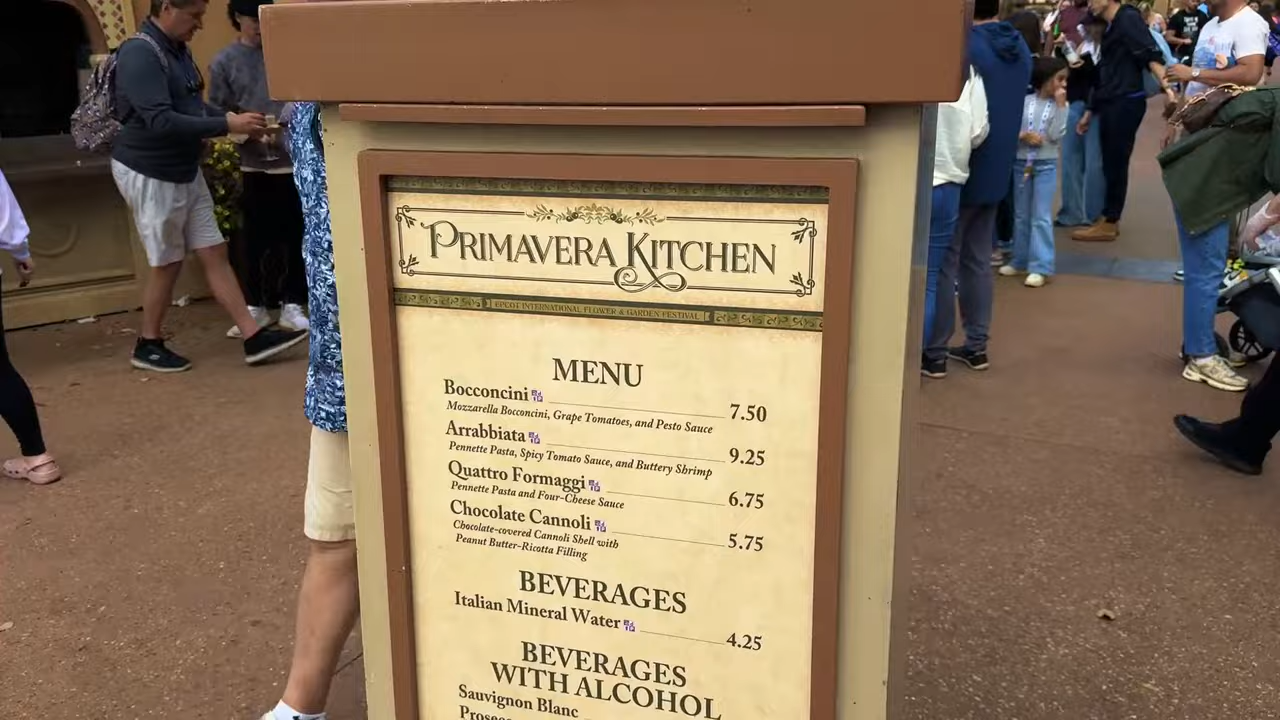 PRIMAVERA KITCHEN
EPCOT INTERNATIONAL FLOWER & GARDEN FESTIVAL
MENU
Bocconcini 7.50
Mozzarella Bocconcini, Grape Tomatoes, and Pesto Sauce
Arrabbiata 9.25
Pennette Pasta, Spicy Tomato Sauce, and Buttery Shrimp
Quattro Formaggi 6.75
Pennette Pasta and Four-Cheese Sauce
Chocolate Cannoli 5.75
Chocolate-covered Cannoli Shell with
Peanut Butter-Ricotta Filling
BEVERAGES
Italian Mineral Water 4.25
BEVERAGES
WITH ALCOHOL
Sauvignon Blanc